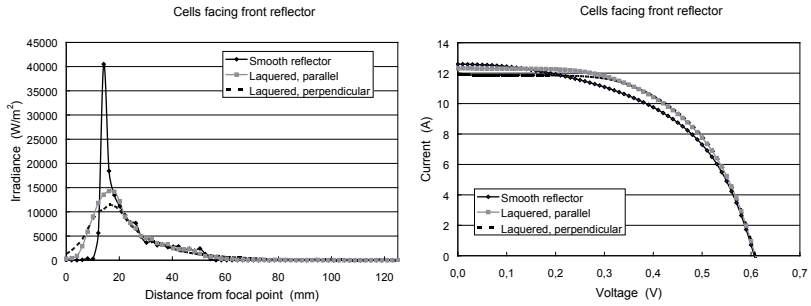 Cells facing front reflector
45000
40000
35000
30000
25000
20000
15000
10000
5000
0
Irradiance (W/m²)
Smooth reflector
Laquered, parallel
Laquered, perpendicular
0 20 40 60 80 100 120
Distance from focal point (mm)
Cells facing front reflector
14
12
10
8
6
4
2
0
Current (A)
Smooth reflector
Laquered, parallel
Laquered, perpendicular
0,0 0,1 0,2 0,3 0,4 0,5 0,6 0,7
Voltage (V)